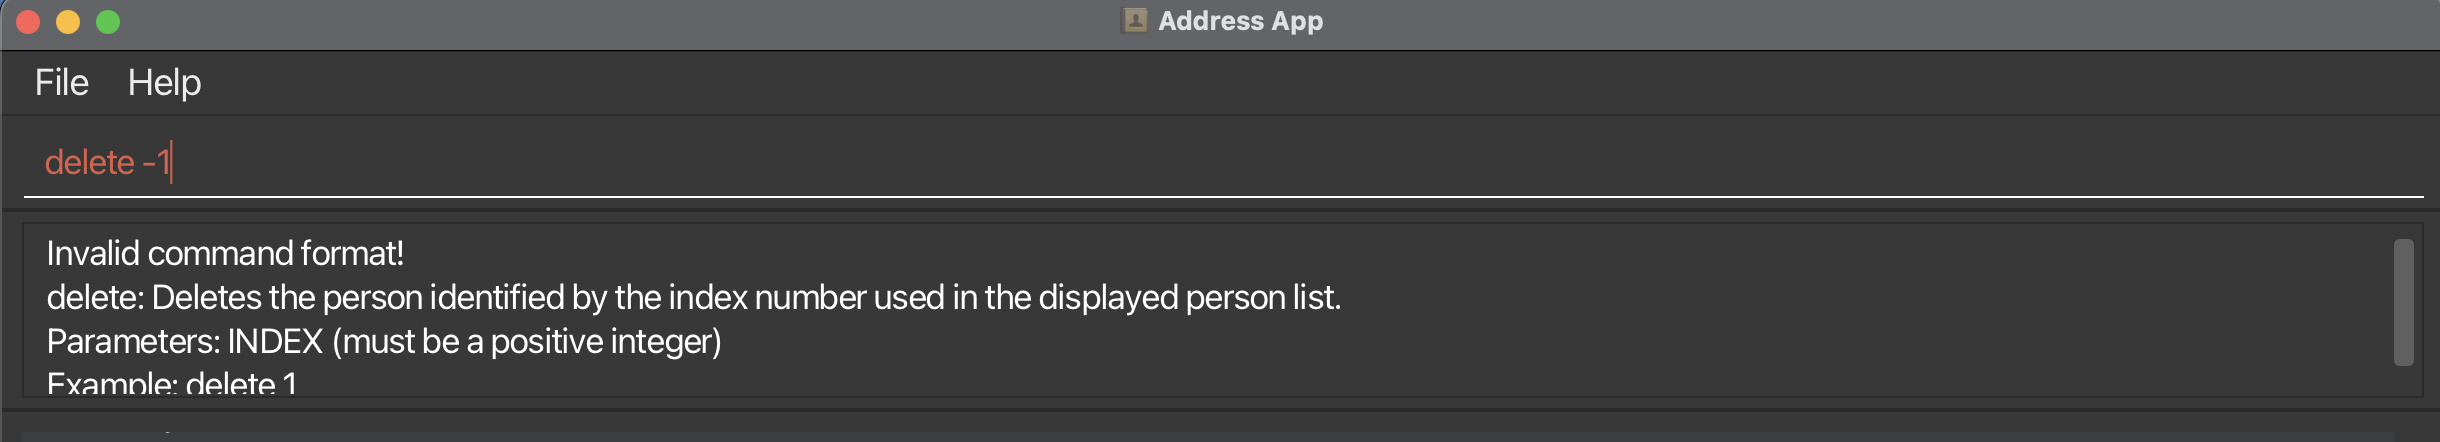 Address App
File Help
delete -1
Invalid command format!
delete: Deletes the person identified by the index number used in the displayed person list.
Parameters: INDEX (must be a positive integer)
Example: delete 1